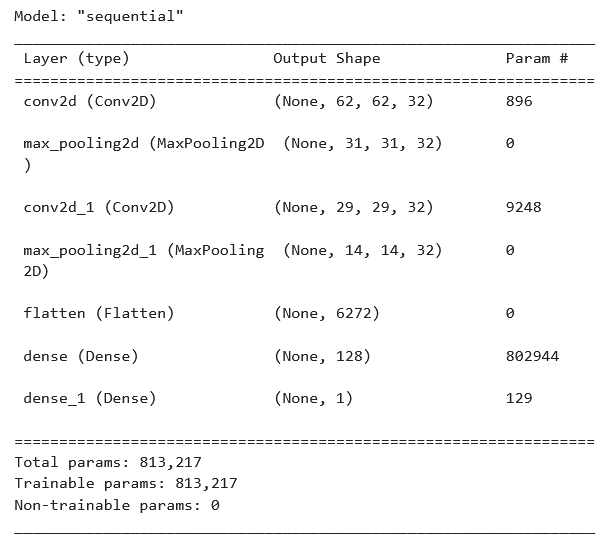 Model: "sequential"
Layer (type) Output Shape Param #
conv2d (Conv2D) (None, 62, 62, 32) 896
max_pooling2d (MaxPooling2D (None, 31, 31, 32) 0
)
conv2d_1 (Conv2D) (None, 29, 29, 32) 9248
max_pooling2d_1 (MaxPooling (None, 14, 14, 32) 0
2D)
flatten (Flatten) (None, 6272) 0
dense (Dense) (None, 128) 802944
dense_1 (Dense) (None, 1) 129
Total params: 813,217
Trainable params: 813,217
Non-trainable params: 0